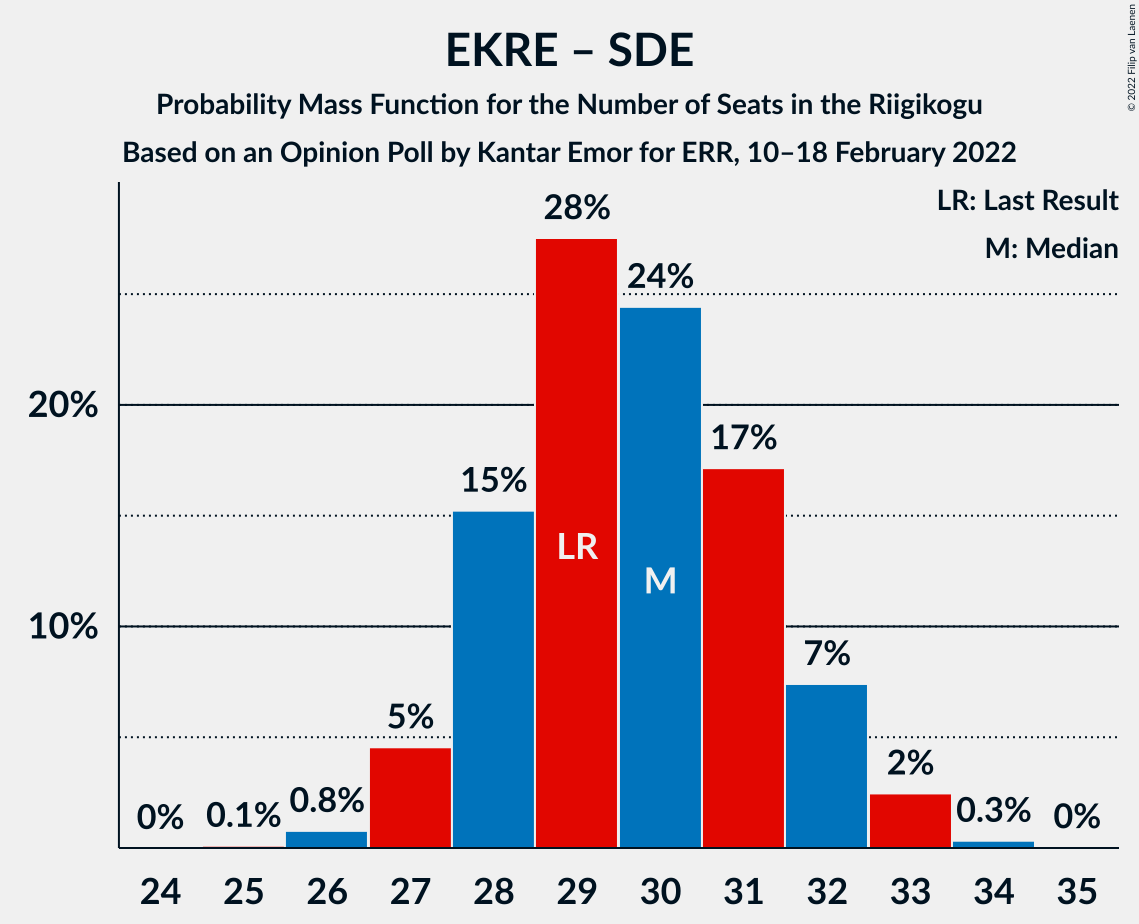 EKRE – SDE
Probability Mass Function for the Number of Seats in the Riigikogu
Based on an Opinion Poll by Kantar Emor for ERR, 10–18 February 2022
© 2022 Filip van Laenen
LR: Last Result
M: Median
28%
24%
20%
17%
15%
LR
M
10%
7%
5%
2%
0.8%
0.3%
0%
0.1%
0%
24 25 26 27 28 29 30 31 32 33 34 35